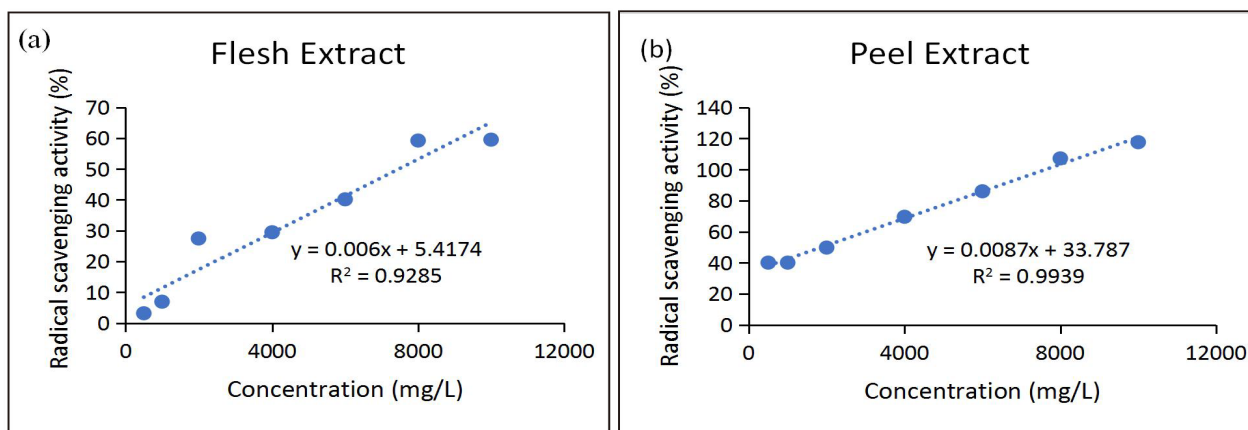 (a)
Flesh Extract
Radical scavenging activity (%)
70
60
50
40
30
20
10
0
y = 0.006x + 5.4174
R² = 0.9285
0 4000 8000 12000
Concentration (mg/L)
(b)
Peel Extract
Radical scavenging activity (%)
140
120
100
80
60
40
20
0
y = 0.0087x + 33.787
R² = 0.9939
0 4000 8000 12000
Concentration (mg/L)